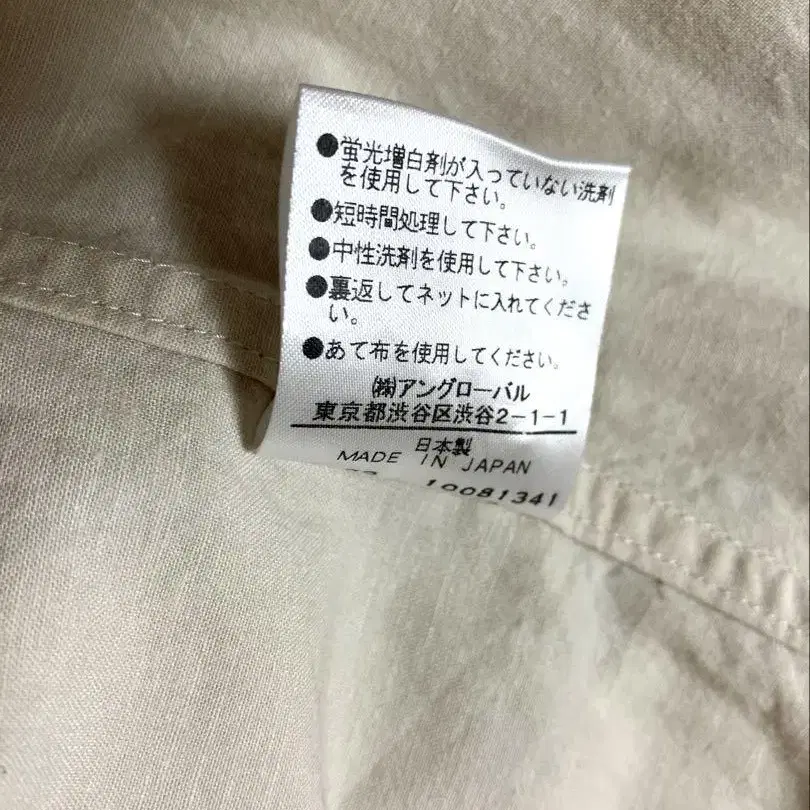 ●蛍光増白剤が入っていない洗剤
を使用して下さい。
●短時間処理して下さい。
●中性洗剤を使用して下さい。
●裏返してネットに入れてくださ
い。
●あて布を使用してください。
㈱アングローバル
東京都渋谷区渋谷2-1-1
日本製
MADE IN JAPAN
10081341